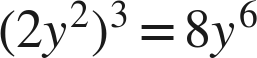 (2y²)³ = 8y⁶